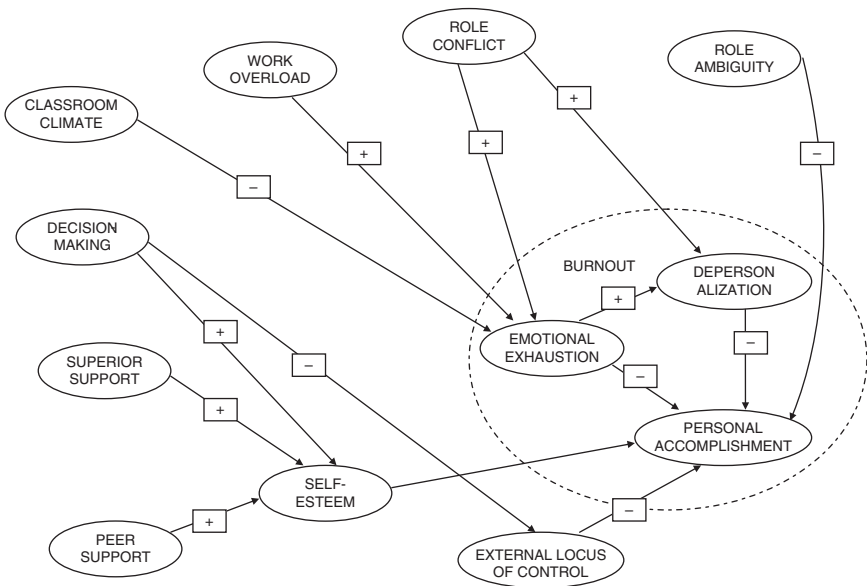 ROLE
CONFLICT
ROLE
AMBIGUITY
WORK
OVERLOAD
CLASSROOM
CLIMATE
+
+
+
–
–
DECISION
MAKING
BURNOUT
DEPERSON
ALIZATION
+
+
EMOTIONAL
EXHAUSTION
–
–
SUPERIOR
SUPPORT
–
+
PERSONAL
ACCOMPLISHMENT
SELF-
ESTEEM
–
+
PEER
SUPPORT
EXTERNAL LOCUS
OF CONTROL